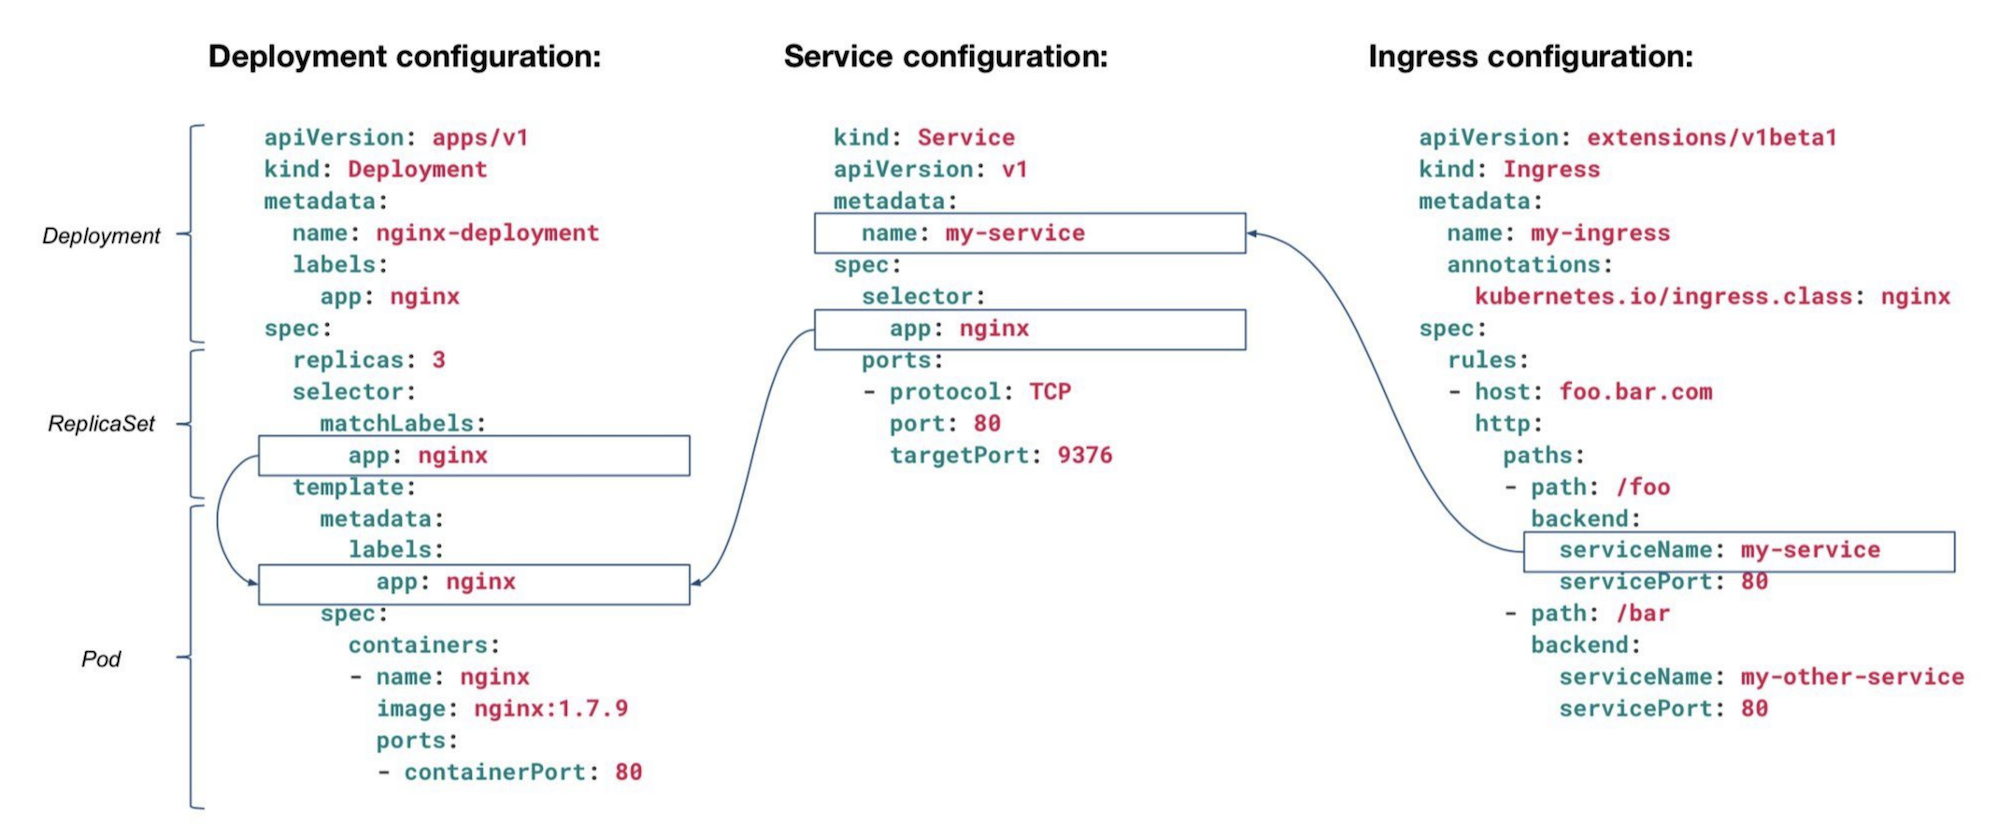 Deployment configuration:
apiVersion: apps/v1
kind: Deployment
metadata:
  name: nginx-deployment
  labels:
    app: nginx
spec:
  replicas: 3
  selector:
    matchLabels:
      app: nginx
  template:
    metadata:
      labels:
        app: nginx
    spec:
      containers:
      - name: nginx
        image: nginx:1.7.9
        ports:
        - containerPort: 80
Deployment
ReplicaSet
Pod
Service configuration:
kind: Service
apiVersion: v1
metadata:
  name: my-service
spec:
  selector:
    app: nginx
  ports:
  - protocol: TCP
    port: 80
    targetPort: 9376
Ingress configuration:
apiVersion: extensions/v1beta1
kind: Ingress
metadata:
  name: my-ingress
  annotations:
    kubernetes.io/ingress.class: nginx
spec:
  rules:
  - host: foo.bar.com
    http:
      paths:
      - path: /foo
        backend:
          serviceName: my-service
          servicePort: 80
      - path: /bar
        backend:
          serviceName: my-other-service
          servicePort: 80